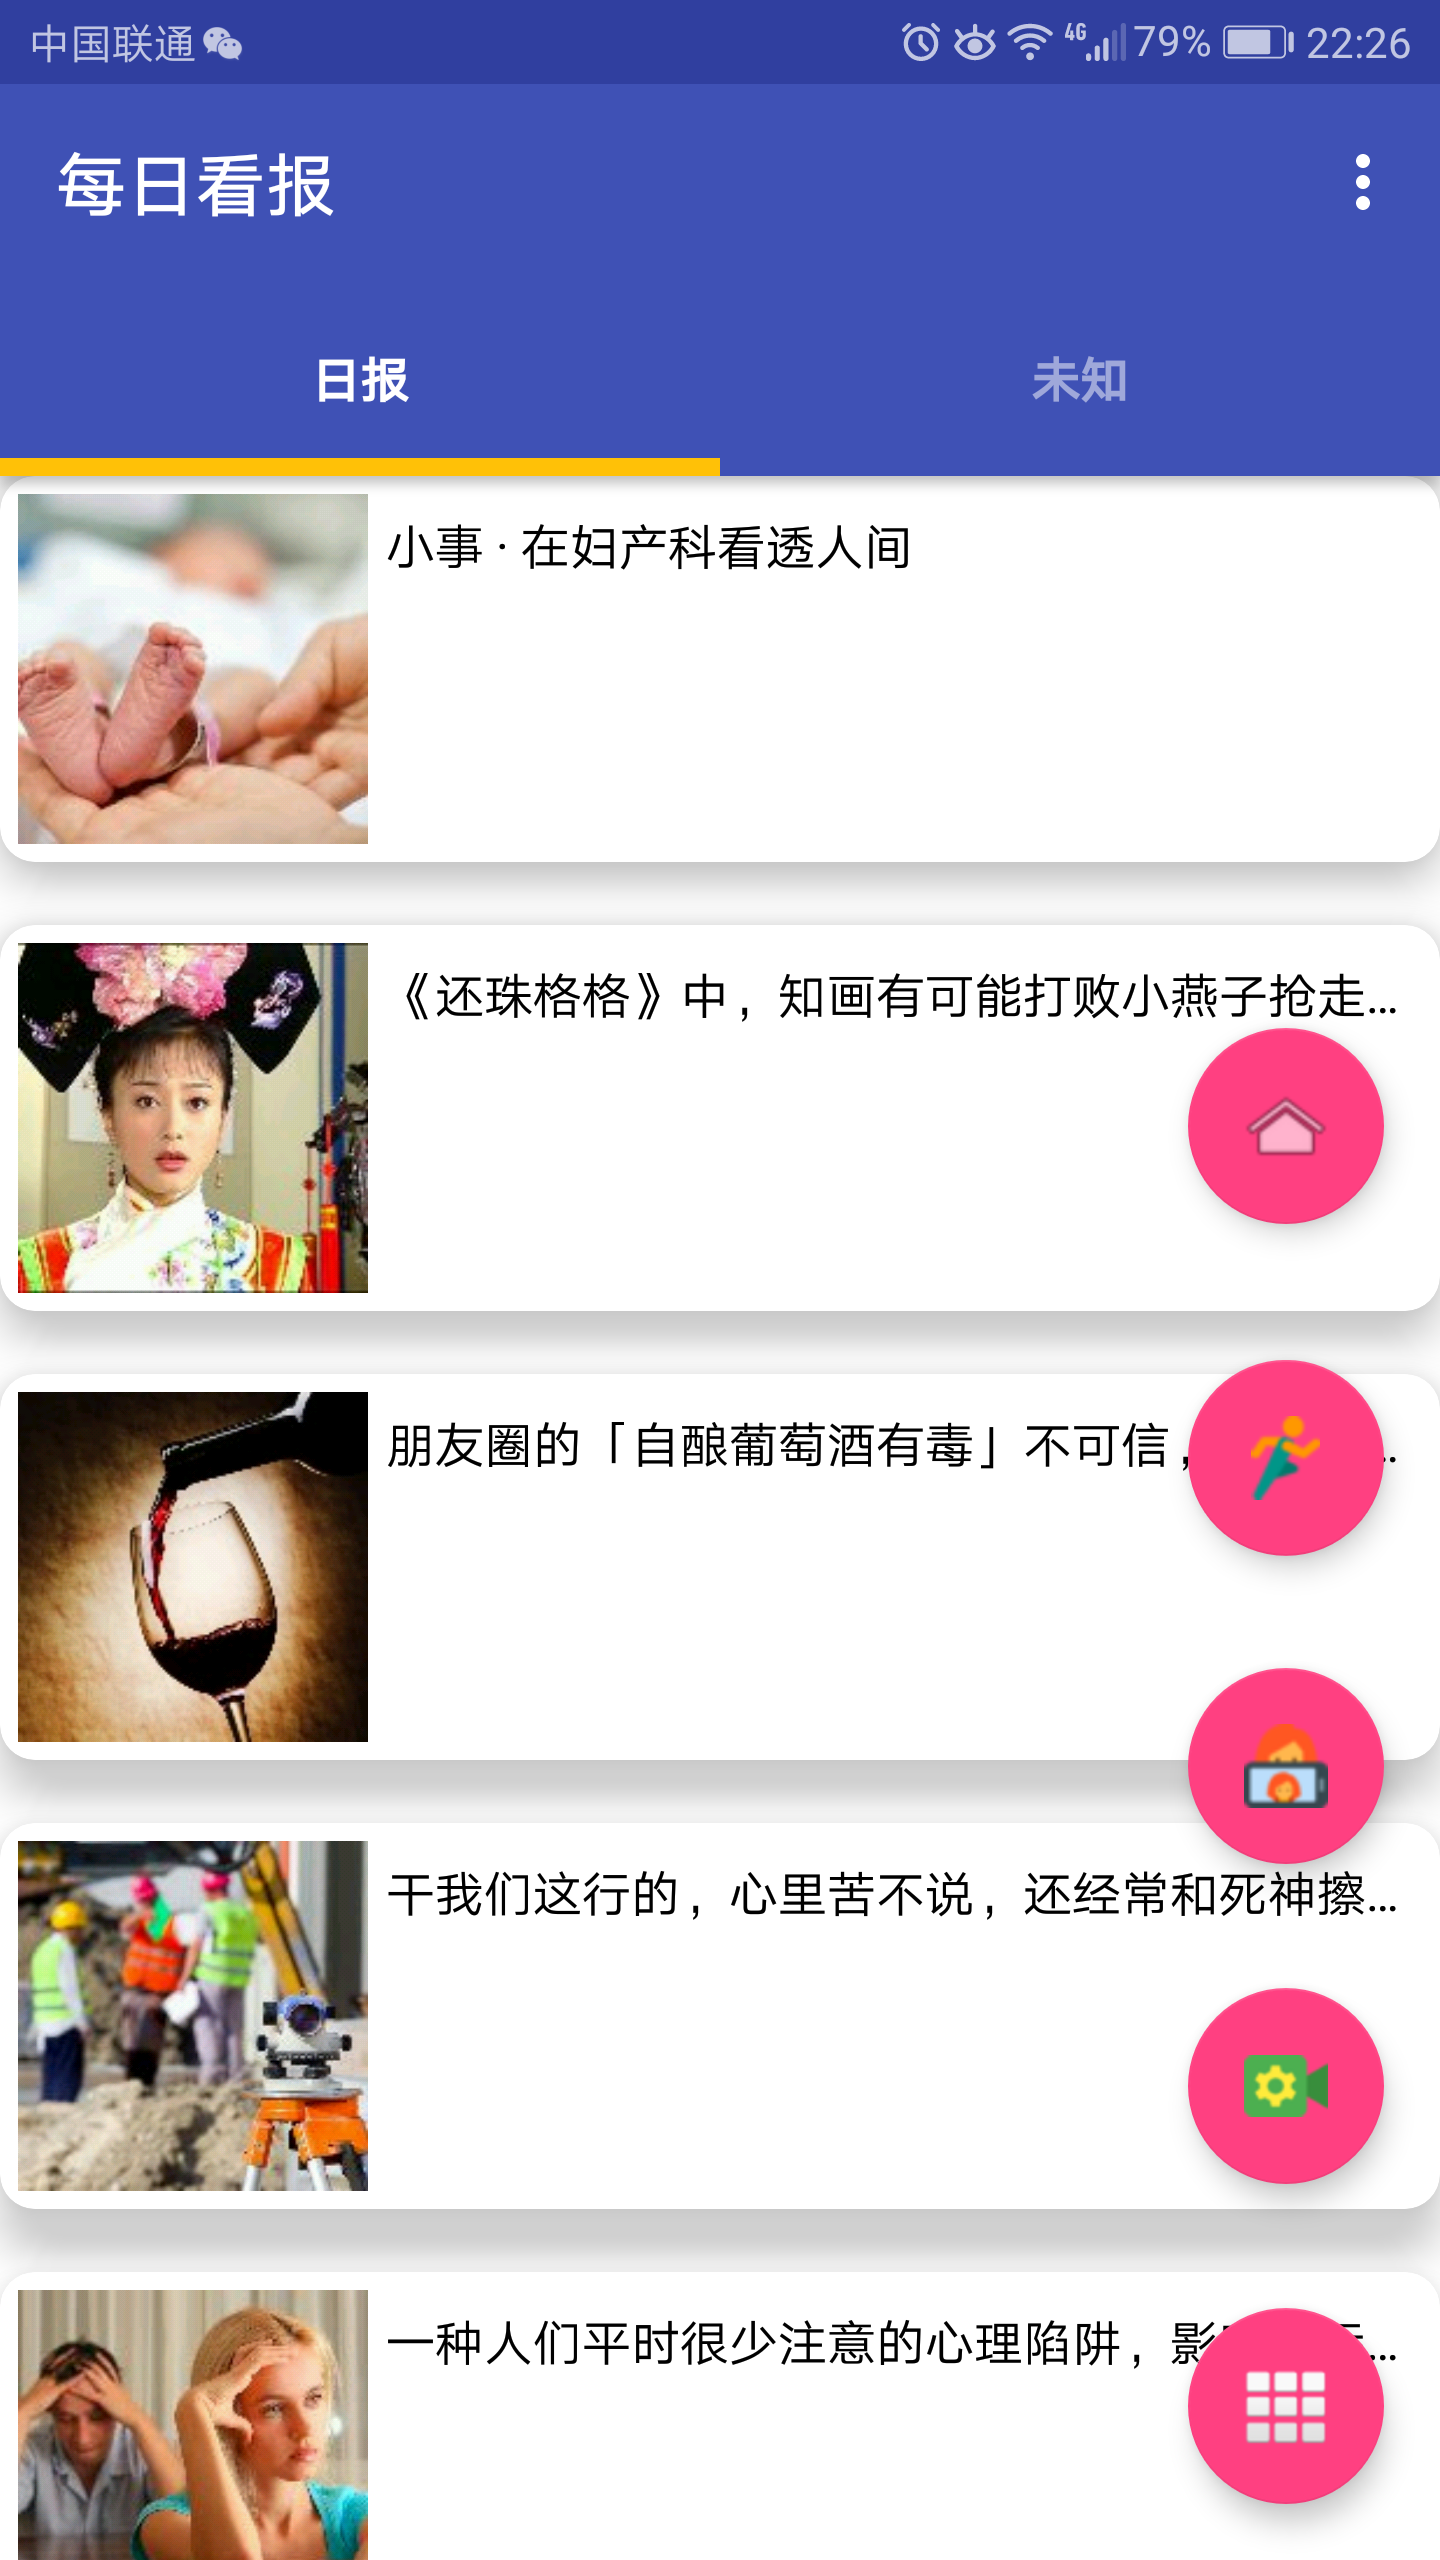 中国联通
4G 79% 22:26
每日看报
日报
未知
小事 · 在妇产科看透人间
《还珠格格》中，知画有可能打败小燕子抢走...
朋友圈的「自酿葡萄酒有毒」不可信，
干我们这行的，心里苦不说，还经常和死神擦...
一种人们平时很少注意的心理陷阱，影